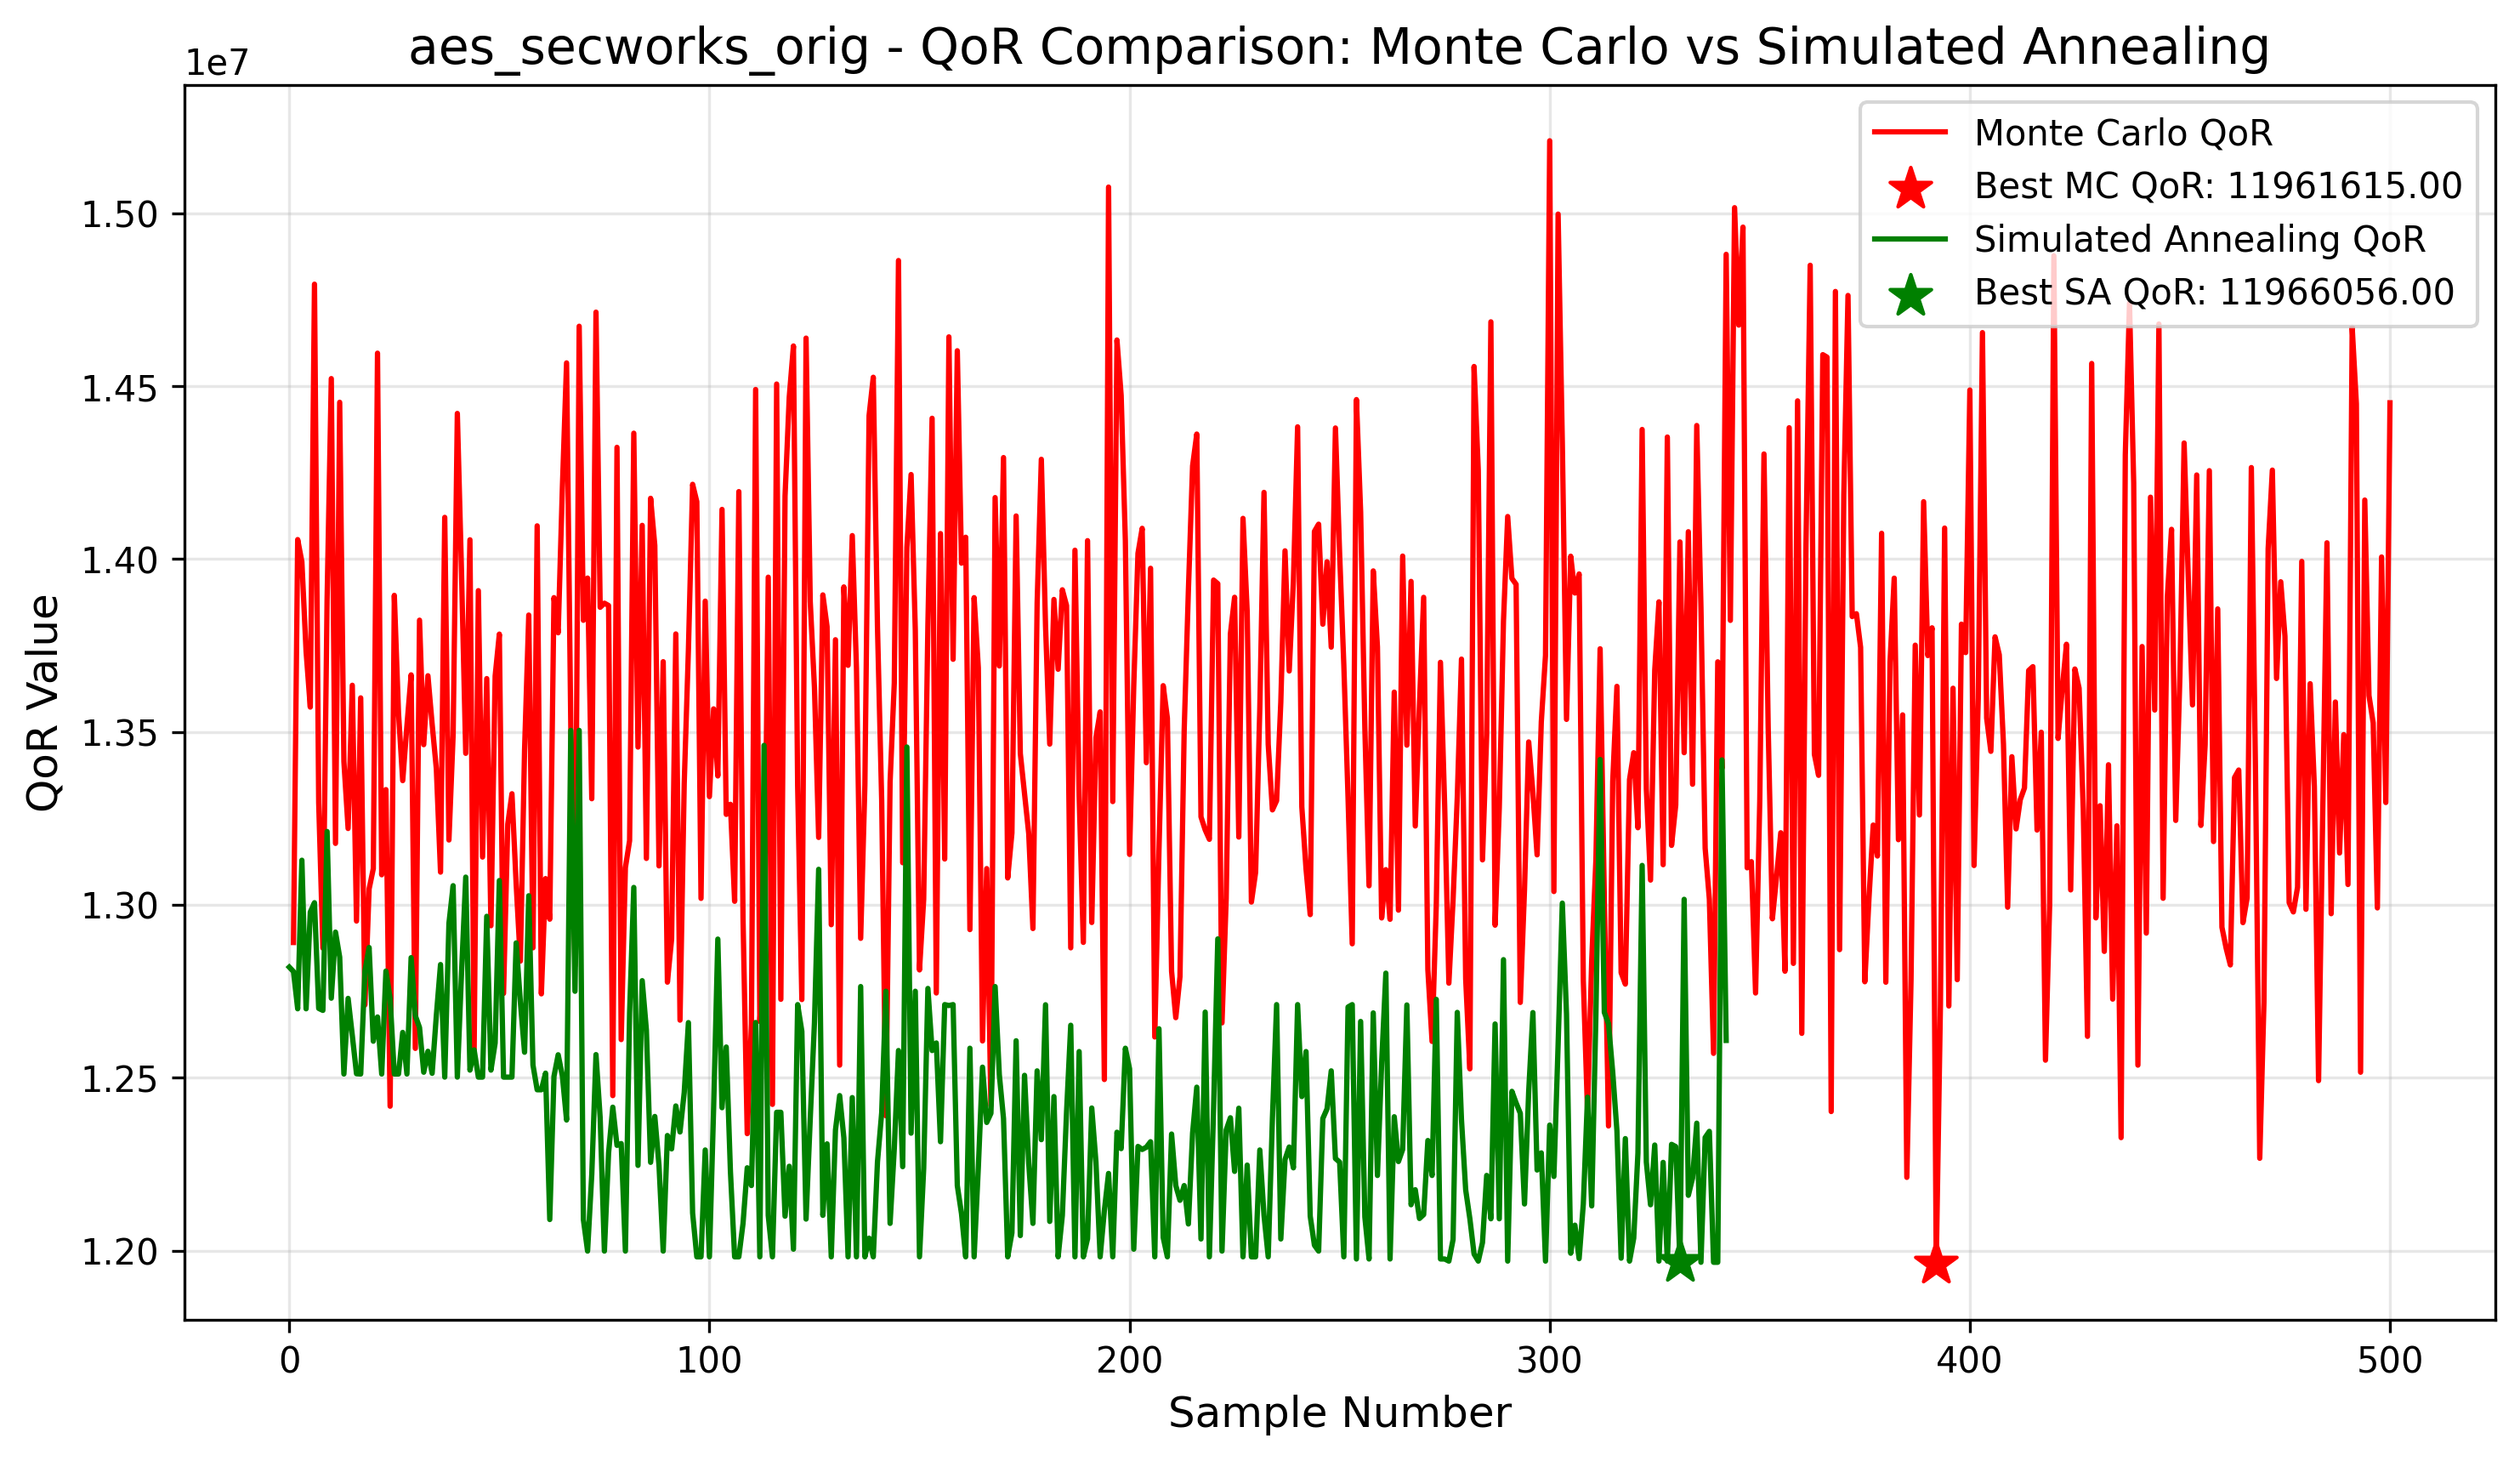 aes_secworks_orig - QoR Comparison: Monte Carlo vs Simulated Annealing
1e7
Monte Carlo QoR
Best MC QoR: 11961615.00
Simulated Annealing QoR
Best SA QoR: 11966056.00
1.50
1.45
1.40
1.35
1.30
1.25
1.20
QoR Value
0 100 200 300 400 500
Sample Number